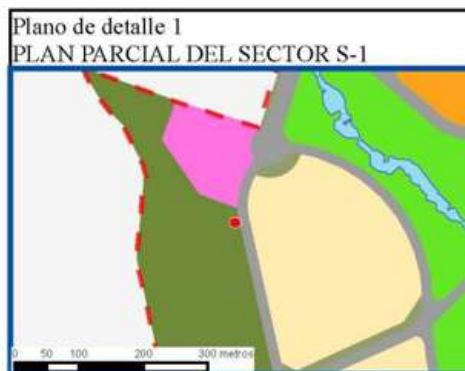 Plano de detalle 1
PLAN PARCIAL DEL SECTOR S-1
0 50 100 200 300 metros